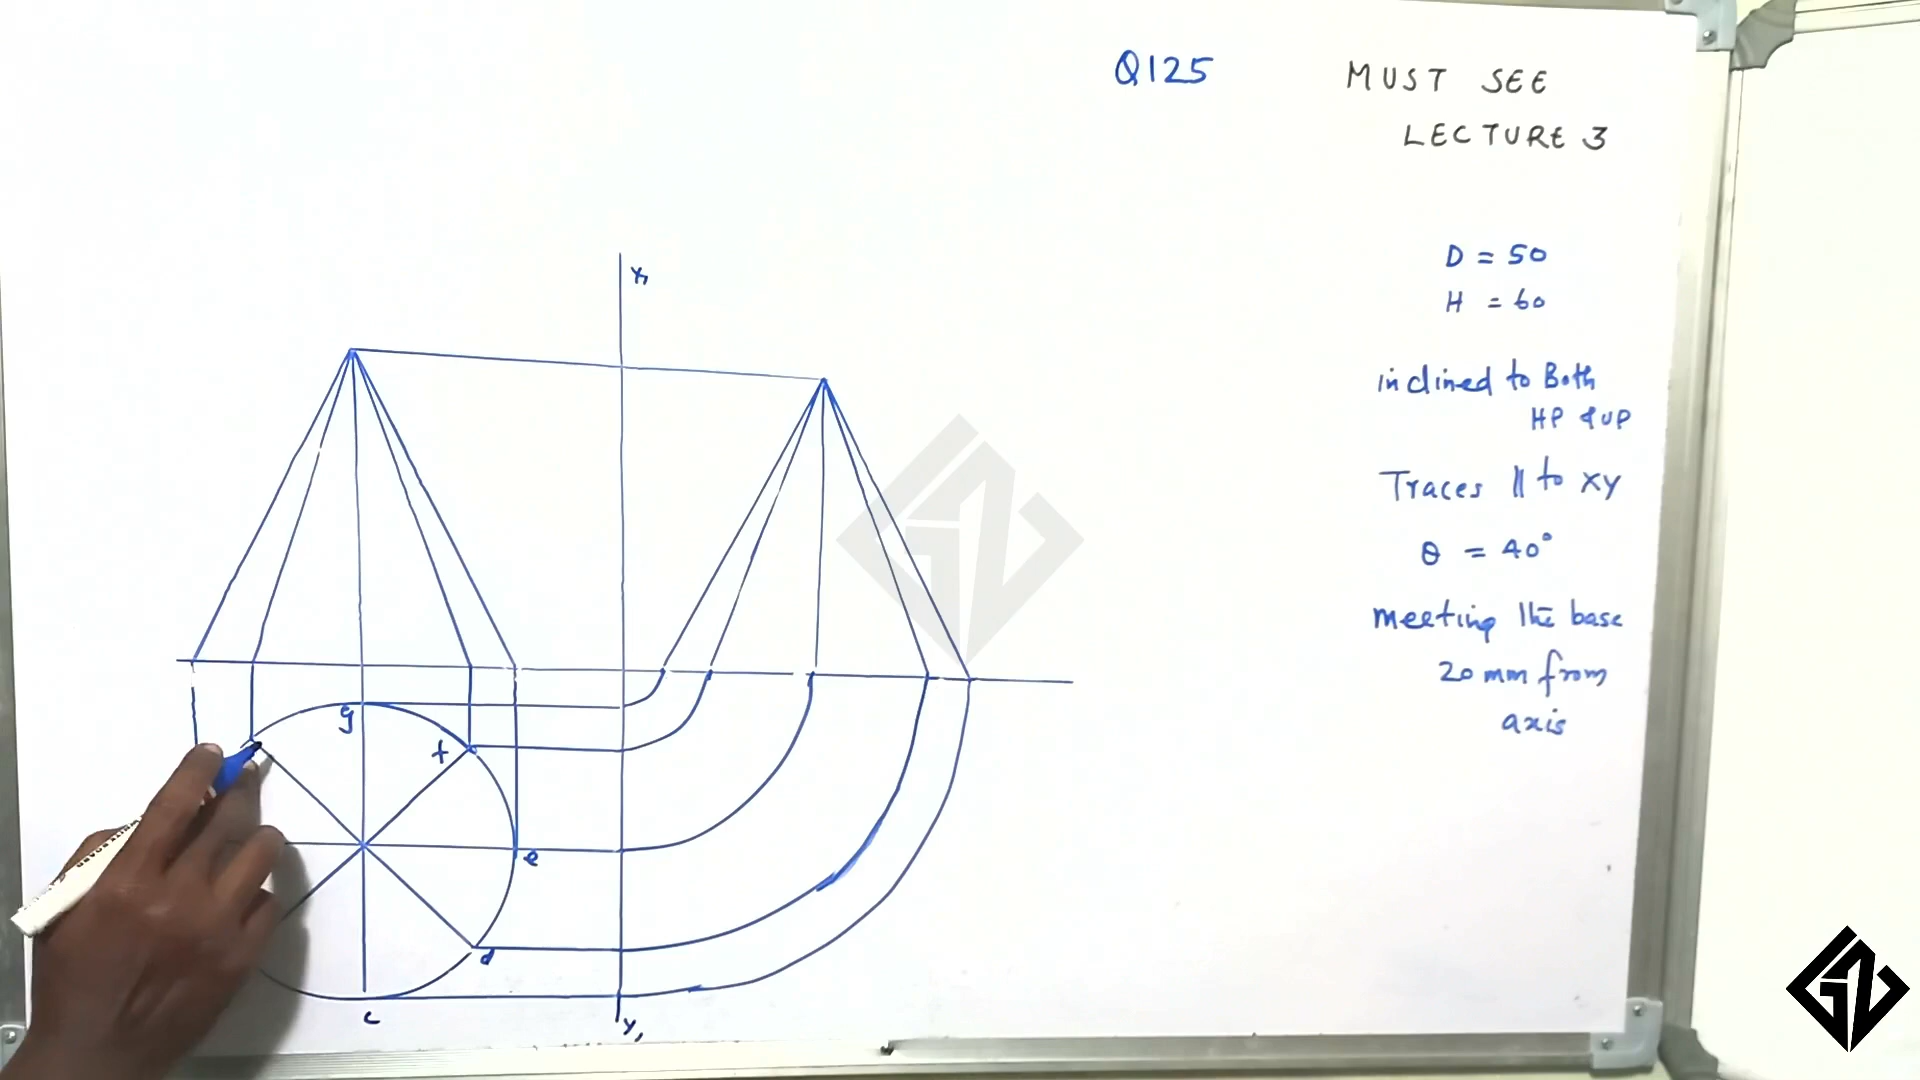 Q125
MUST SEE
LECTURE 3
D = 50
H = 60
inclined to Both
HP & VP
Traces || to XY
θ = 40°
meeting the base
20 mm from
axis
X₁
g
f
e
d
c
Y₁